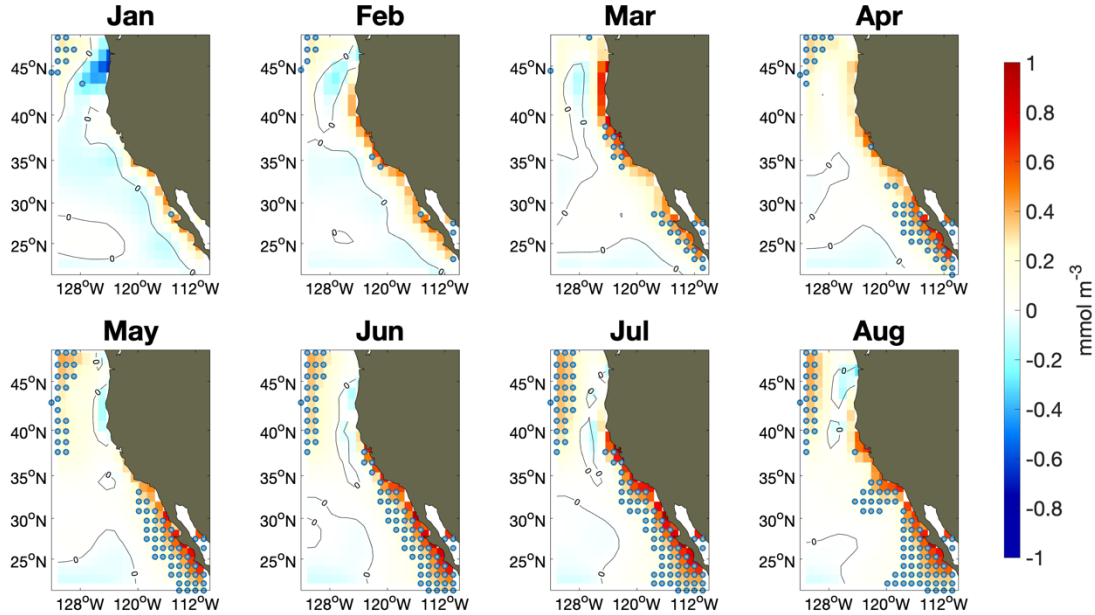 Jan Feb Mar Apr
45°N 45°N 45°N 45°N
40°N 40°N 40°N 40°N
35°N 35°N 35°N 35°N
30°N 30°N 30°N 30°N
25°N 25°N 25°N 25°N
128°W 120°W 112°W 128°W 120°W 112°W 128°W 120°W 112°W 128°W 120°W 112°W
May Jun Jul Aug
45°N 45°N 45°N 45°N
40°N 40°N 40°N 40°N
35°N 35°N 35°N 35°N
30°N 30°N 30°N 30°N
25°N 25°N 25°N 25°N
128°W 120°W 112°W 128°W 120°W 112°W 128°W 120°W 112°W 128°W 120°W 112°W
1
0.8
0.6
0.4
0.2
0
-0.2
-0.4
-0.6
-0.8
-1
mmol m⁻³